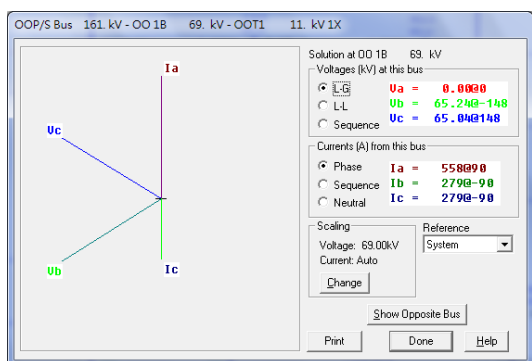 OOP/S Bus 161. kV - OO 1B 69. kV - OOT1 11. kV 1X
Ia
Vc
Vb
Ic
Solution at OO 1B 69. kV
Voltages (kV) at this bus
L-G Va = 0.00@0
L-L Vb = 65.24@-148
Sequence Vc = 65.04@148
Currents (A) from this bus
Phase Ia = 558@90
Sequence Ib = 279@-90
Neutral Ic = 279@-90
Scaling
Voltage: 69.00kV
Current: Auto
Change
Reference
System
Show Opposite Bus
Print Done Help